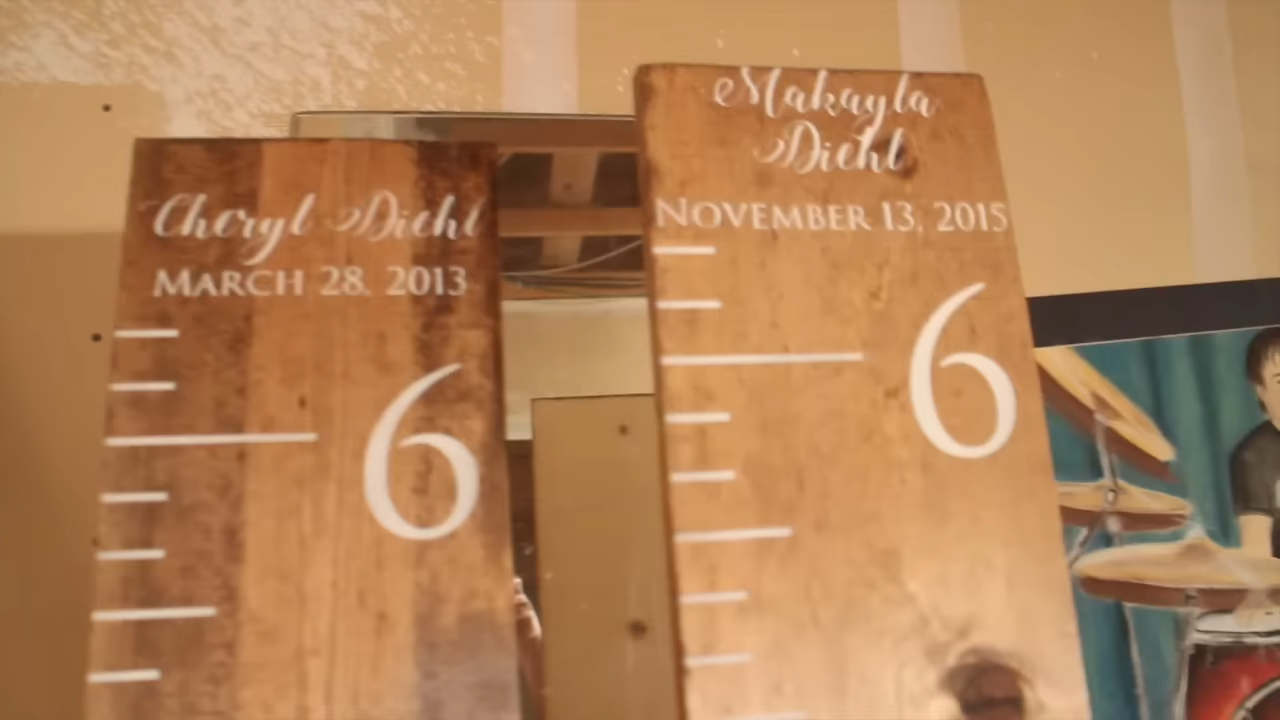 Cheryl Diehl
MARCH 28, 2013
6
Makayla
Diehl
NOVEMBER 13, 2015
6